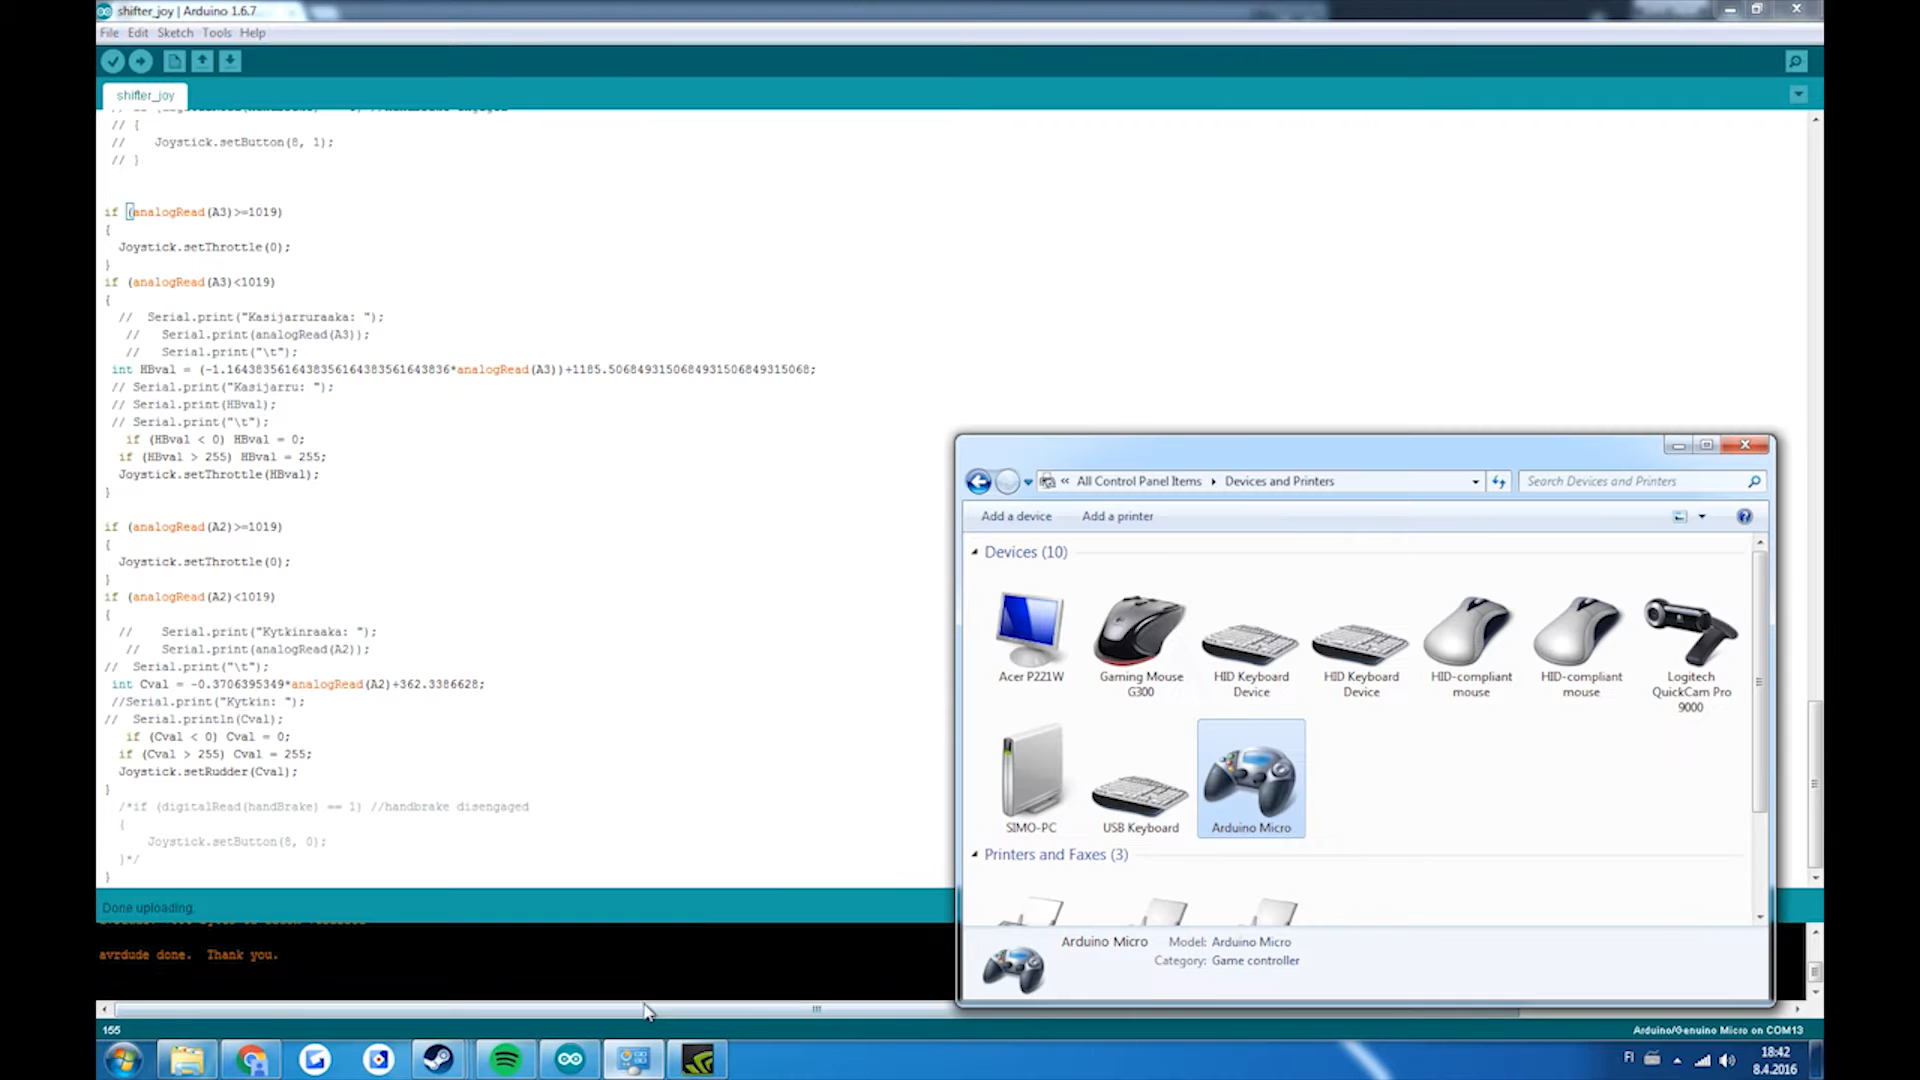 shifter_joy | Arduino 1.6.7
File Edit Sketch Tools Help
shifter_joy
// {
// Joystick.setButton(8, 1);
// }
if (analogRead(A3)>=1019)
{
Joystick.setThrottle(0);
}
if (analogRead(A3)<1019)
{
// Serial.print("Kasijarruraaka: ");
// Serial.print(analogRead(A3));
// Serial.print("\t");
int HBval = (-1.1643835616438356164383561643836*analogRead(A3))+1185.5068493150684931506849315068;
// Serial.print("Kasijarru: ");
// Serial.print(HBval);
// Serial.print("\t");
if (HBval < 0) HBval = 0;
if (HBval > 255) HBval = 255;
Joystick.setThrottle(HBval);
}
if (analogRead(A2)>=1019)
{
Joystick.setThrottle(0);
}
if (analogRead(A2)<1019)
{
// Serial.print("Kytkinraaka: ");
// Serial.print(analogRead(A2));
// Serial.print("\t");
int Cval = -0.3706395349*analogRead(A2)+362.3386628;
//Serial.print("Kytkin: ");
// Serial.println(Cval);
if (Cval < 0) Cval = 0;
if (Cval > 255) Cval = 255;
Joystick.setRudder(Cval);
}
/*if (digitalRead(handBrake) == 1) //handbrake disengaged
{
Joystick.setButton(8, 0);
}*/
}
Done uploading.
avrdude done. Thank you.
155
Arduino/Genuino Micro on COM13
« All Control Panel Items Devices and Printers
Search Devices and Printers
Add a device Add a printer
Devices (10)
Acer P221W
Gaming Mouse G300
HID Keyboard Device
HID Keyboard Device
HID-compliant mouse
HID-compliant mouse
Logitech QuickCam Pro 9000
SIMO-PC
USB Keyboard
Arduino Micro
Printers and Faxes (3)
Arduino Micro Model: Arduino Micro
Category: Game controller
FI
18:42
8.4.2016